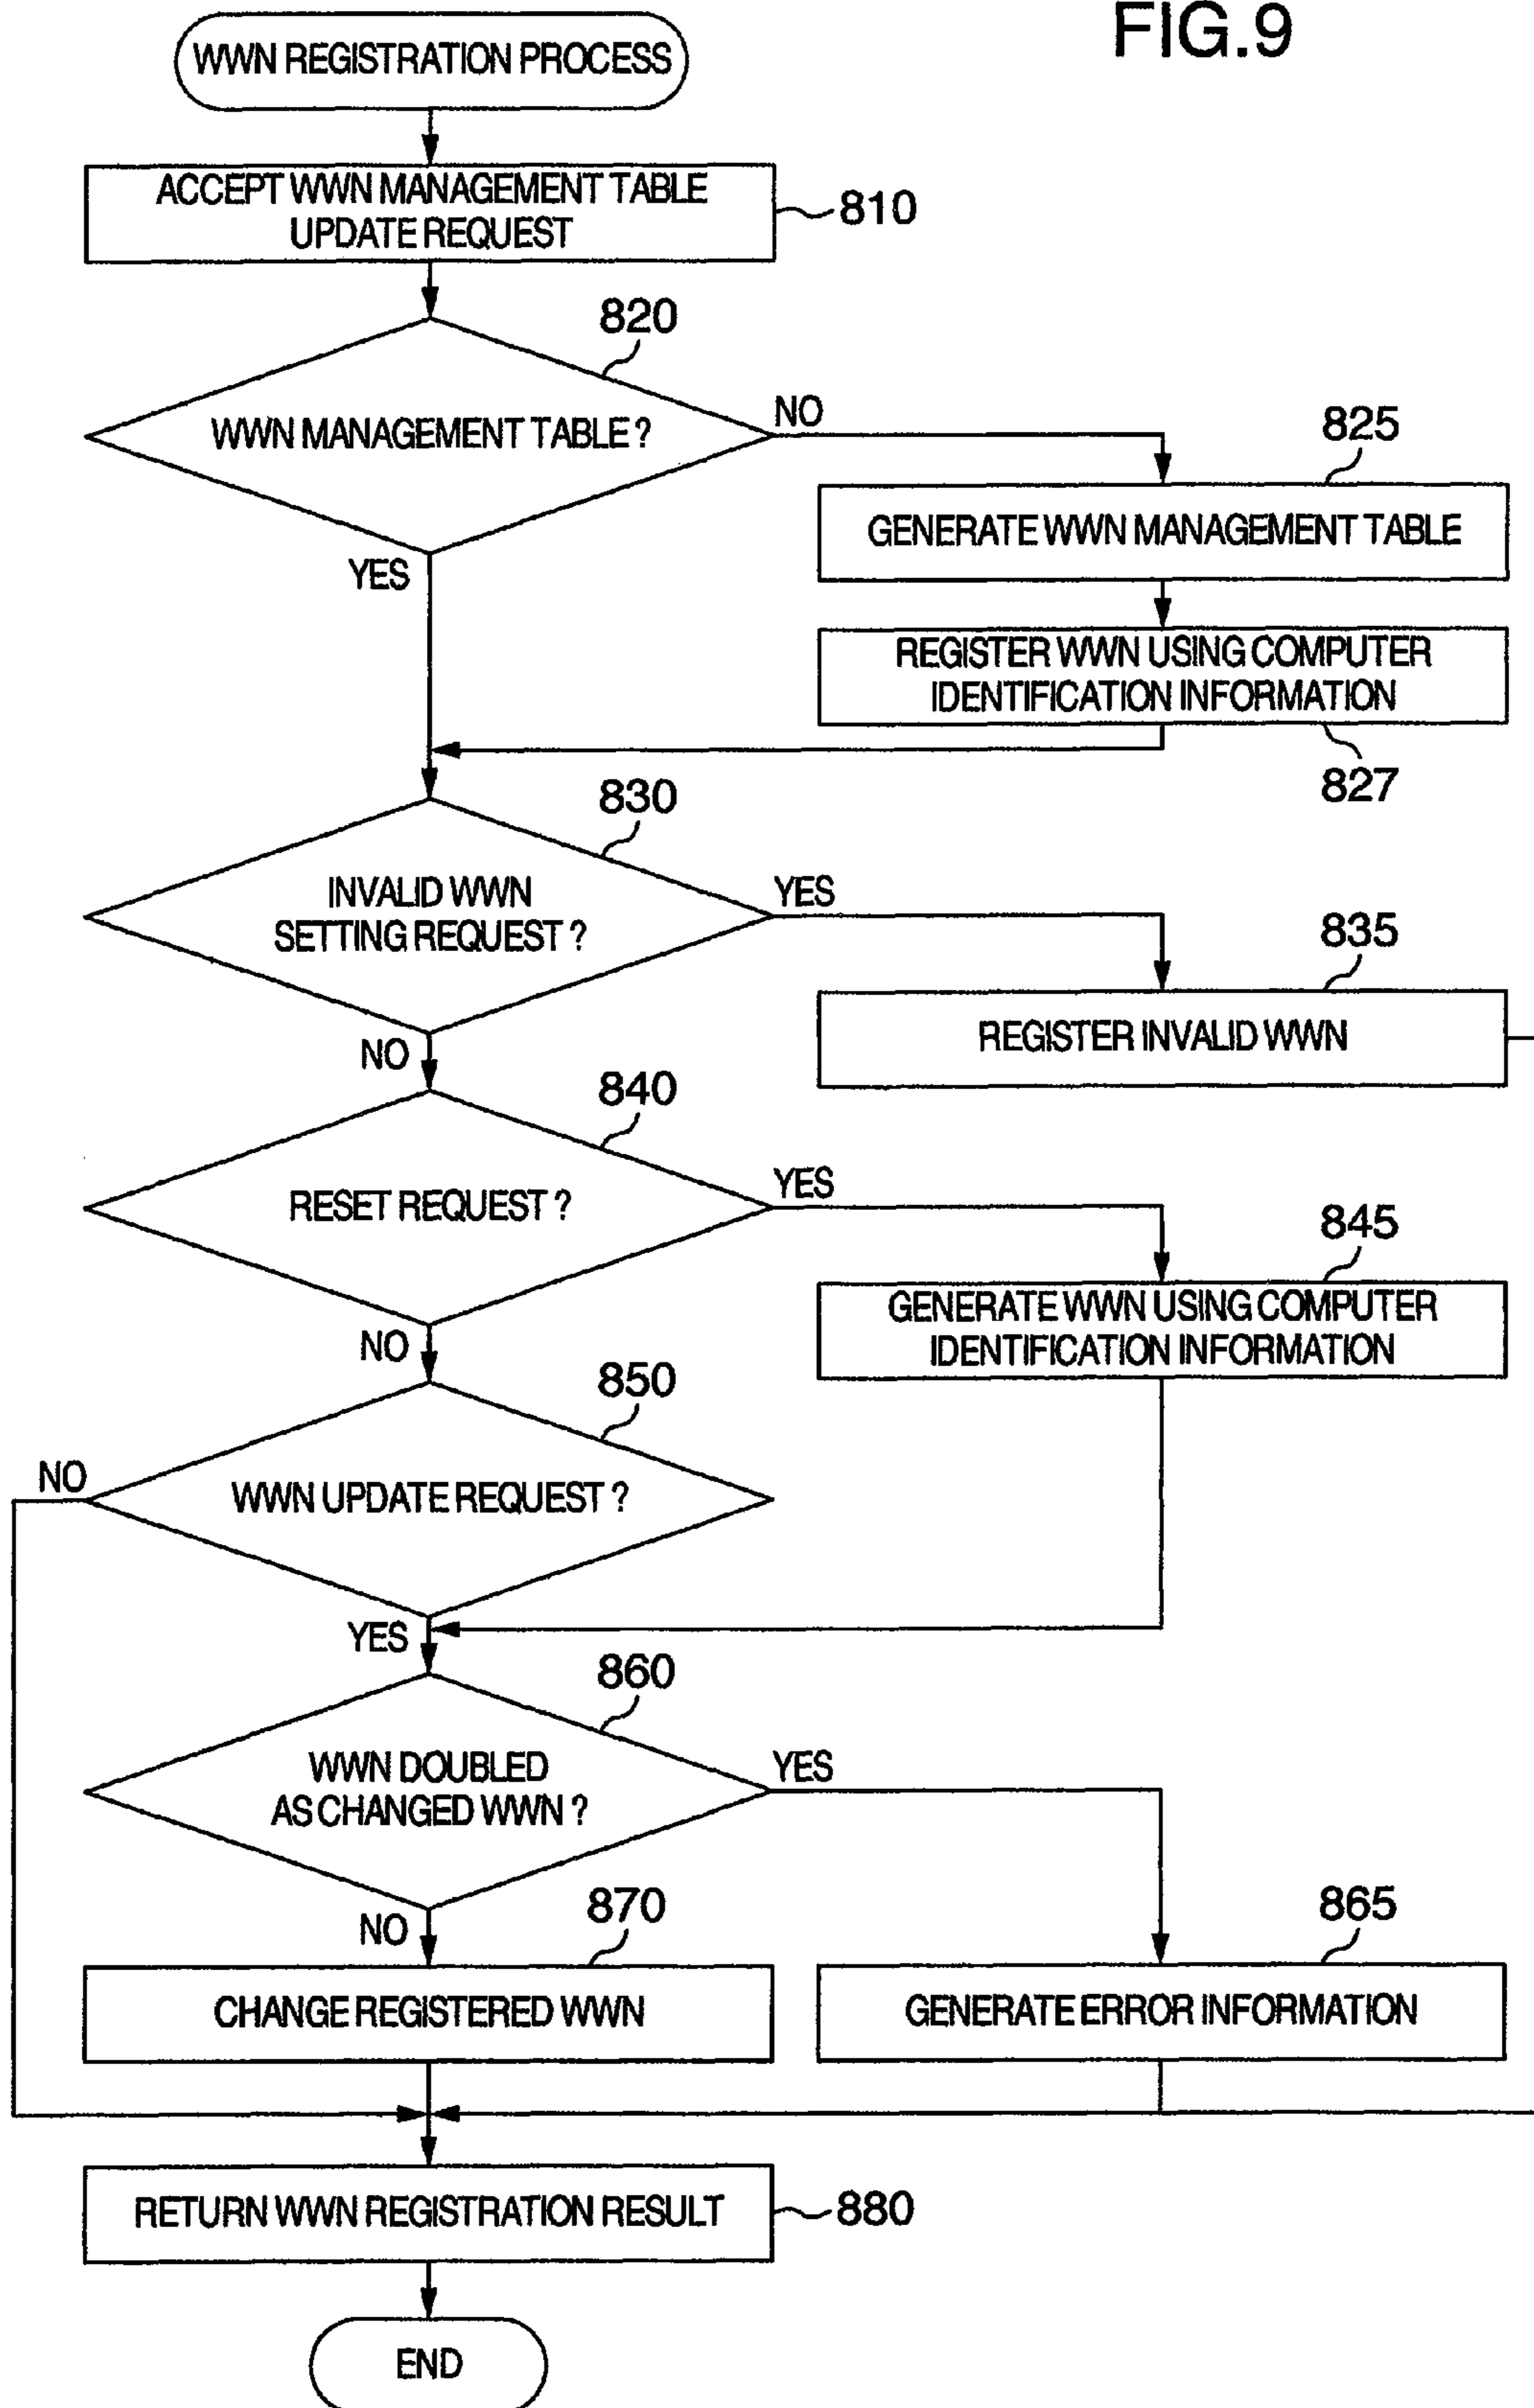 FIG.9
WWN REGISTRATION PROCESS
ACCEPT WWN MANAGEMENT TABLE
UPDATE REQUEST
810
820
WWN MANAGEMENT TABLE ?
NO
YES
825
GENERATE WWN MANAGEMENT TABLE
REGISTER WWN USING COMPUTER
IDENTIFICATION INFORMATION
827
830
INVALID WWN
SETTING REQUEST ?
YES
NO
835
REGISTER INVALID WWN
840
RESET REQUEST ?
YES
NO
845
GENERATE WWN USING COMPUTER
IDENTIFICATION INFORMATION
850
NO
WWN UPDATE REQUEST ?
YES
860
WWN DOUBLED
AS CHANGED WWN ?
YES
NO
870
CHANGE REGISTERED WWN
865
GENERATE ERROR INFORMATION
RETURN WWN REGISTRATION RESULT
880
END